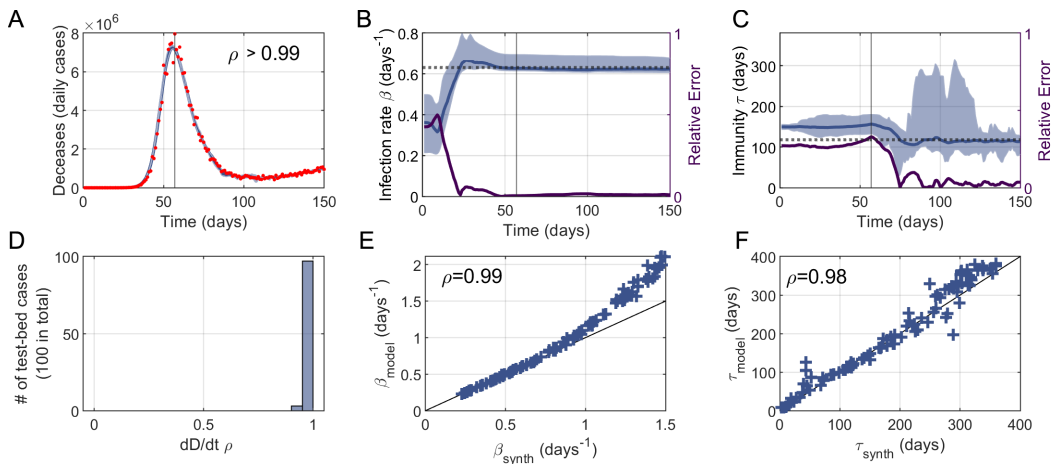 A
×10⁶
8
6
4
2
0
0 50 100 150
Deceases (daily cases)
Time (days)
ρ > 0.99
B
0.8
0.6
0.4
0.2
0
0 50 100 150
Infection rate β (days⁻¹)
Time (days)
1
0
Relative Error
C
300
200
100
0
0 50 100 150
Immunity τ (days)
Time (days)
1
0
Relative Error
D
100
50
0
0 0.5 1
# of test-bed cases
(100 in total)
dD/dt ρ
E
2
1.5
1
0.5
0
0 0.5 1 1.5
β_model (days⁻¹)
β_synth (days⁻¹)
ρ=0.99
F
400
300
200
100
0
0 100 200 300 400
τ_model (days)
τ_synth (days)
ρ=0.98